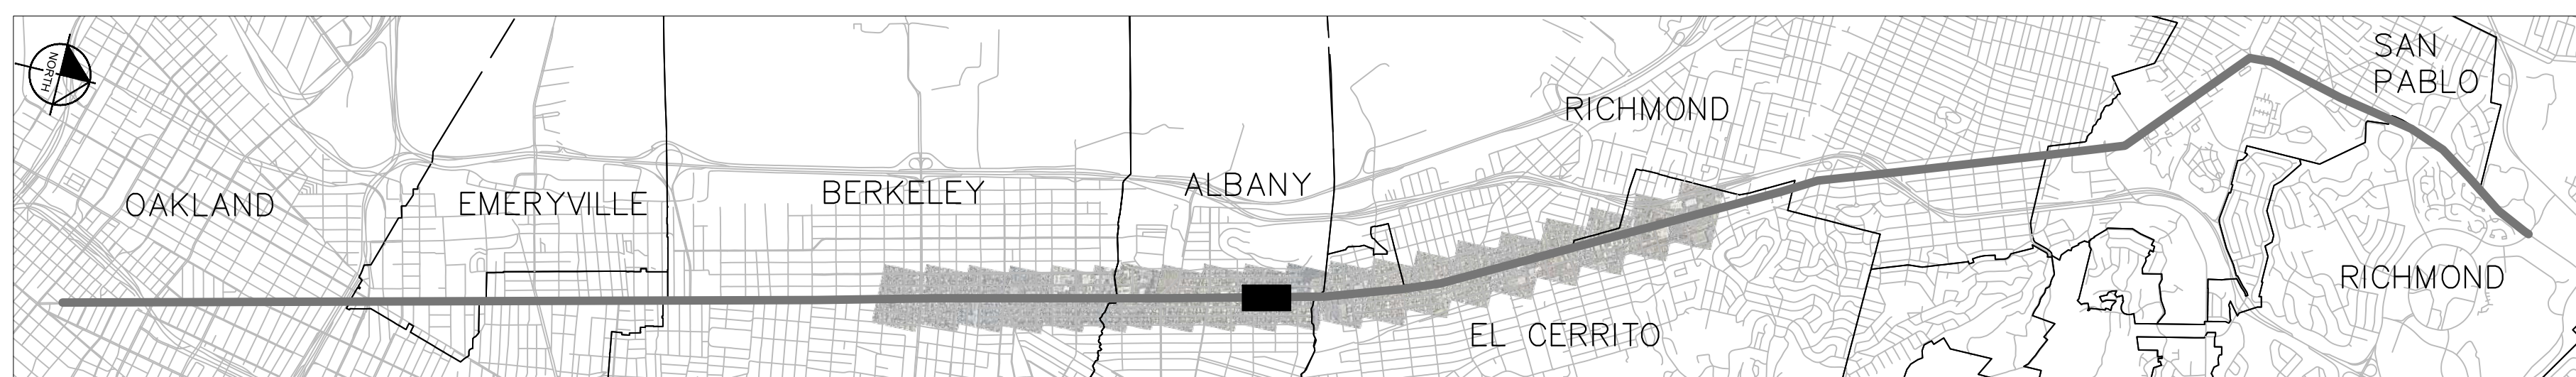 NORTH
OAKLAND
EMERYVILLE
BERKELEY
ALBANY
RICHMOND
EL CERRITO
SAN
PABLO
RICHMOND